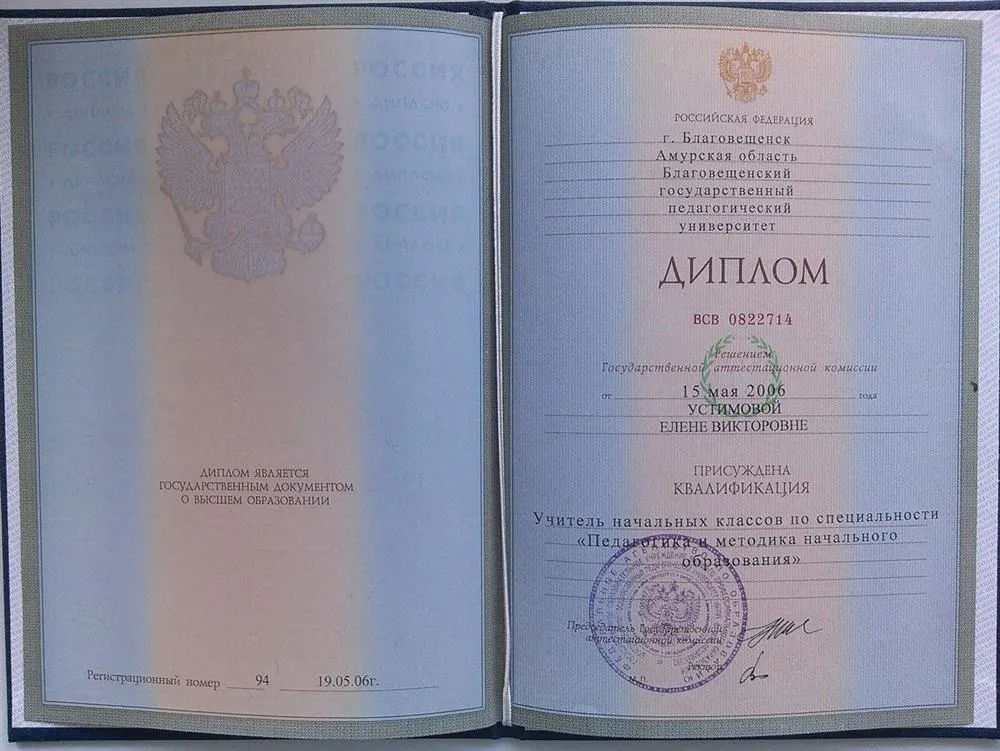 ДИПЛОМ ЯВЛЯЕТСЯ
ГОСУДАРСТВЕННЫМ ДОКУМЕНТОМ
О ВЫСШЕМ ОБРАЗОВАНИИ
Регистрационный номер 94 19.05.06г.
РОССИЙСКАЯ ФЕДЕРАЦИЯ
г. Благовещенск
Амурская область
Благовещенский
государственный
педагогический
университет
ДИПЛОМ
ВСВ 0822714
Решением
Государственной аттестационной комиссии
от 15 мая 2006 года
УСТИМОВОЙ
ЕЛЕНЕ ВИКТОРОВНЕ
ПРИСУЖДЕНА
КВАЛИФИКАЦИЯ
Учитель начальных классов по специальности
«Педагогика и методика начального
образования»
Председатель Государственной
аттестационной комиссии
Ректор
М.П.